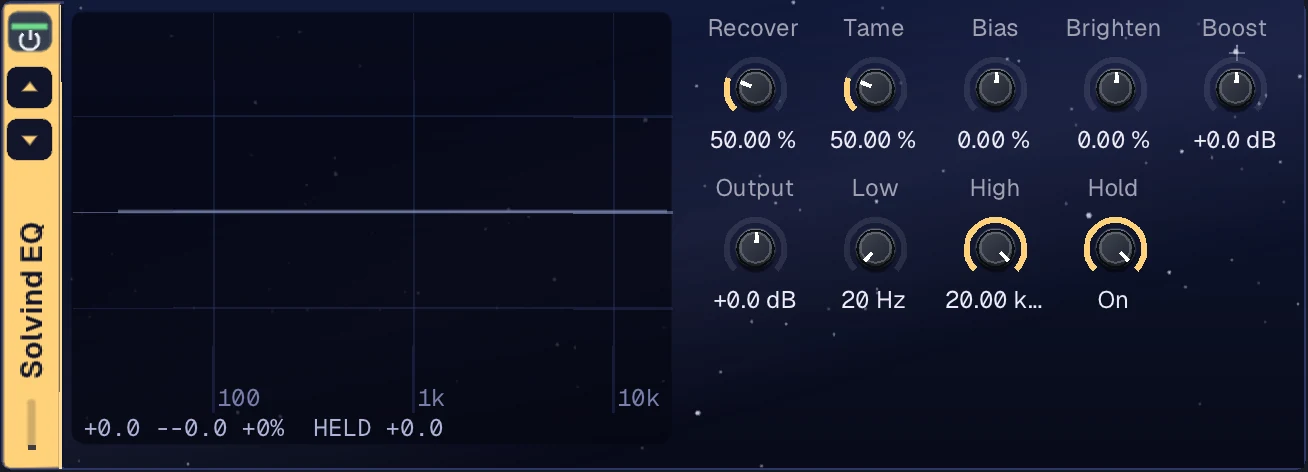 Solvind EQ
Recover Tame Bias Brighten Boost
50.00 % 50.00 % 0.00 % 0.00 % +0.0 dB
Output Low High Hold
+0.0 dB 20 Hz 20.00 k... On
100 1k 10k
+0.0 --0.0 +0% HELD +0.0